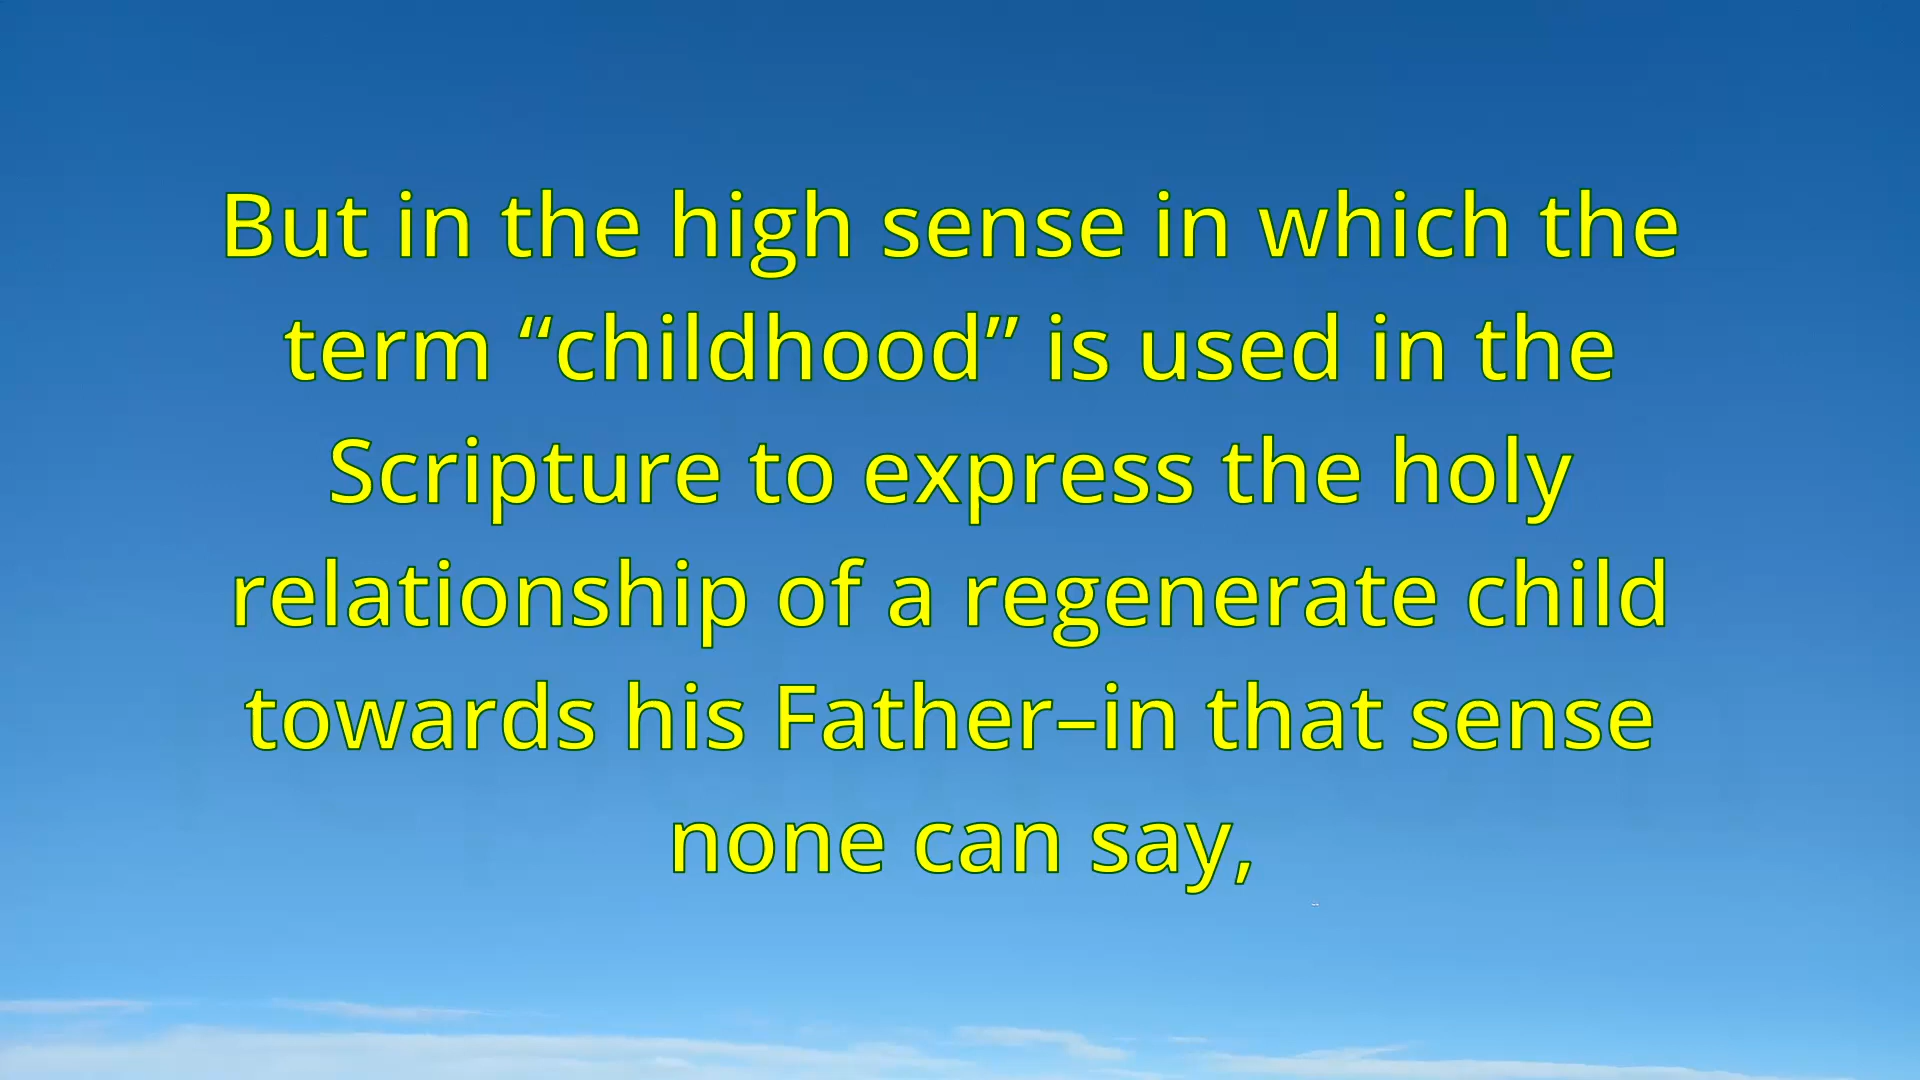 But in the high sense in which the
term “childhood” is used in the
Scripture to express the holy
relationship of a regenerate child
towards his Father–in that sense
none can say,